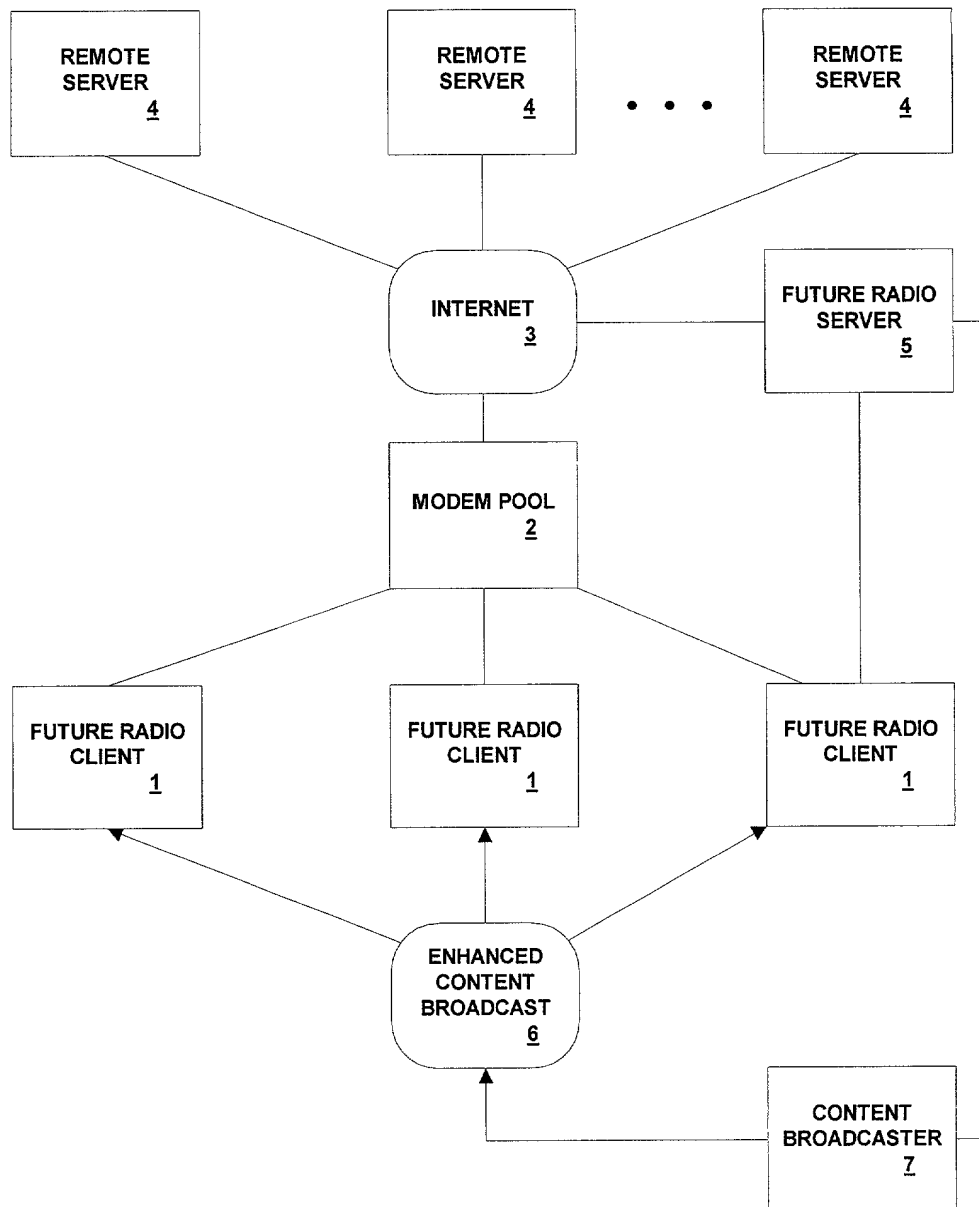 REMOTE
SERVER
4
REMOTE
SERVER
4
REMOTE
SERVER
4
INTERNET
3
FUTURE RADIO
SERVER
5
MODEM POOL
2
FUTURE RADIO
CLIENT
1
FUTURE RADIO
CLIENT
1
FUTURE RADIO
CLIENT
1
ENHANCED
CONTENT
BROADCAST
6
CONTENT
BROADCASTER
7